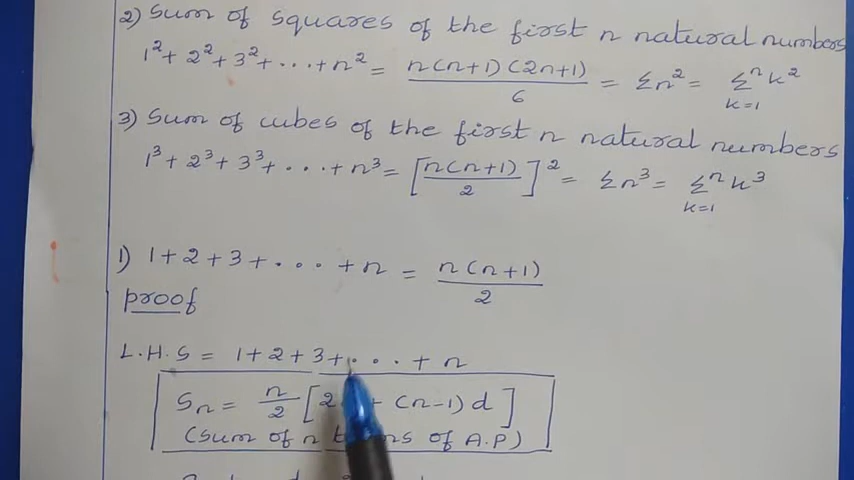 2) Sum of squares of the first n natural numbers
1² + 2² + 3² + ... + n² = n(n+1)(2n+1)/6 = Σn² = Σⁿ k² k=1
3) Sum of cubes of the first n natural numbers
1³ + 2³ + 3³ + ... + n³ = [n(n+1)/2]² = Σn³ = Σⁿ k³ k=1
1) 1 + 2 + 3 + .... + n = n(n+1)/2
proof
L.H.S = 1 + 2 + 3 + ... + n
Sn = n/2 [2 + (n-1)d]
(Sum of n terms of A.P)